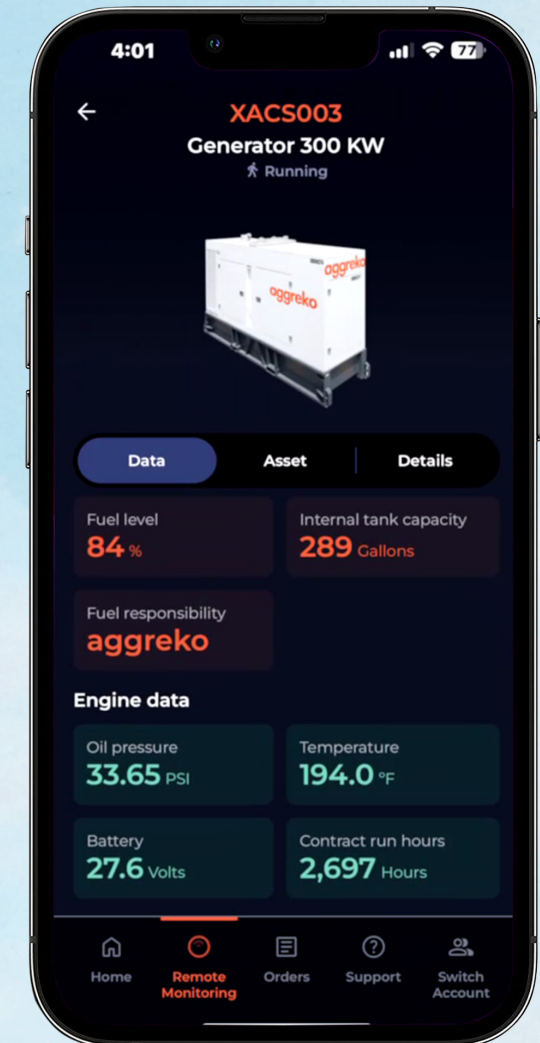 4:01
77
XACS003
Generator 300 KW
Running
aggreko
aggreko
Data
Asset
Details
Fuel level
Internal tank capacity
84 %
289 Gallons
Fuel responsibility
aggreko
Engine data
Oil pressure
Temperature
33.65 PSI
194.0 °F
Battery
Contract run hours
27.6 Volts
2,697 Hours
Home
Remote Monitoring
Orders
Support
Switch Account